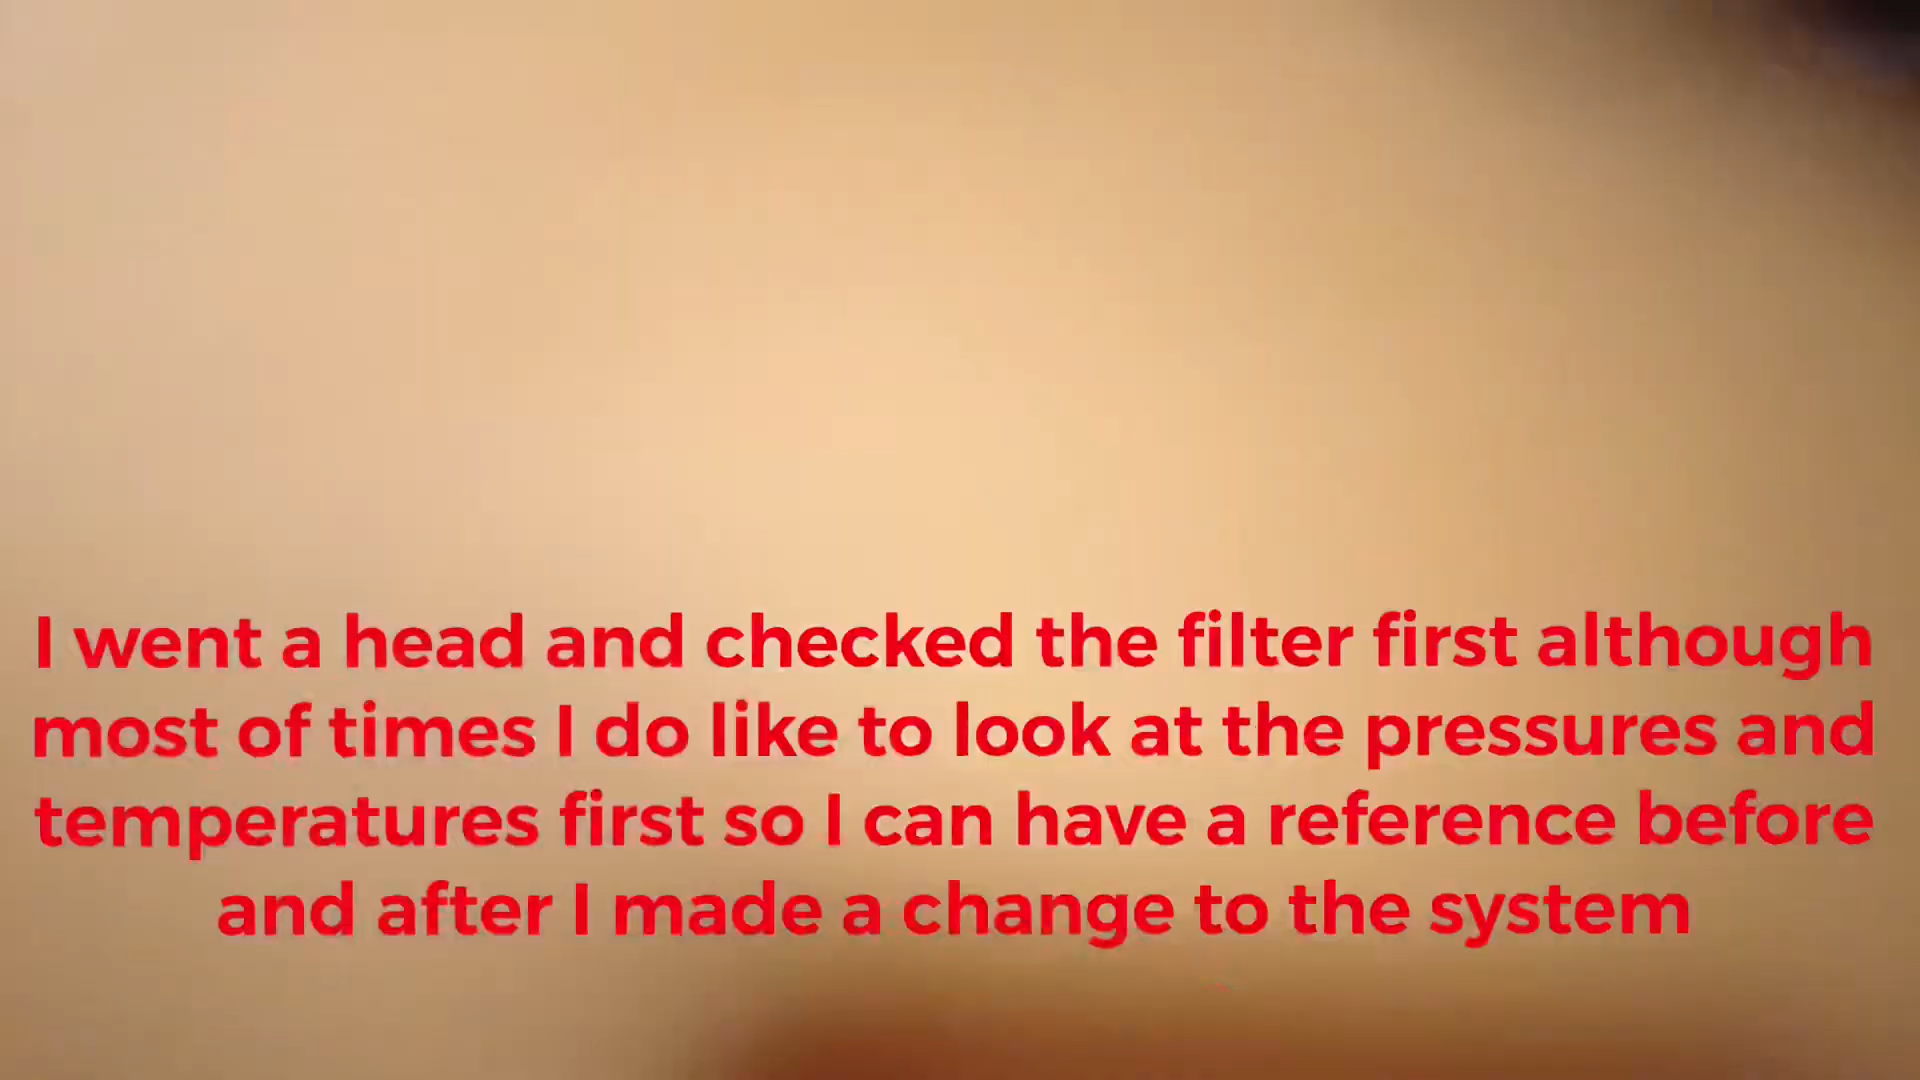 I went a head and checked the filter first although
most of times I do like to look at the pressures and
temperatures first so I can have a reference before
and after I made a change to the system